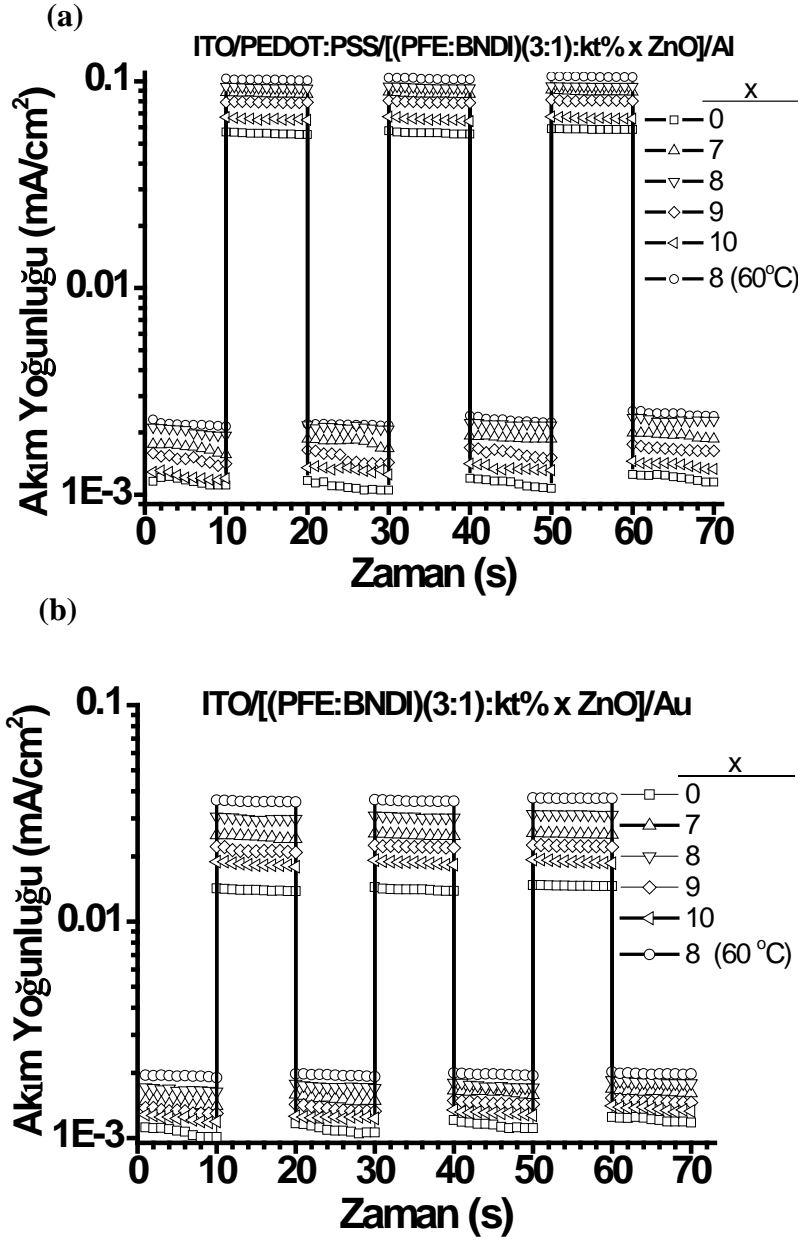 (a)
ITO/PEDOT:PSS/[(PFE:BNDI)(3:1):kt% x ZnO]/Al
Akım Yoğunluğu (mA/cm²)
0.1
0.01
1E-3
x
0
7
8
9
10
8 (60°C)
0 10 20 30 40 50 60 70
Zaman (s)
(b)
ITO/[(PFE:BNDI)(3:1):kt% x ZnO]/Au
Akım Yoğunluğu (mA/cm²)
0.1
0.01
1E-3
x
0
7
8
9
10
8 (60 °C)
0 10 20 30 40 50 60 70
Zaman (s)